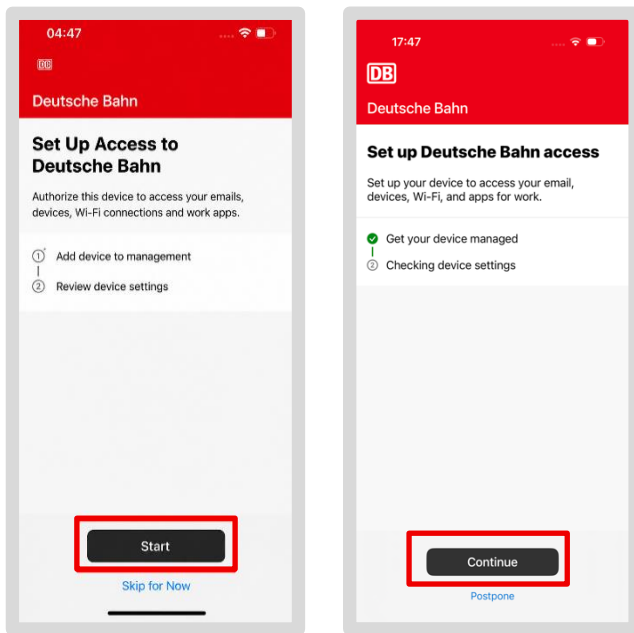 04:47
DB
Deutsche Bahn
Set Up Access to
Deutsche Bahn
Authorize this device to access your emails,
devices, Wi-Fi connections and work apps.
1 Add device to management
2 Review device settings
Start
Skip for Now
17:47
DB
Deutsche Bahn
Set up Deutsche Bahn access
Set up your device to access your email,
devices, Wi-Fi, and apps for work.
Get your device managed
2 Checking device settings
Continue
Postpone